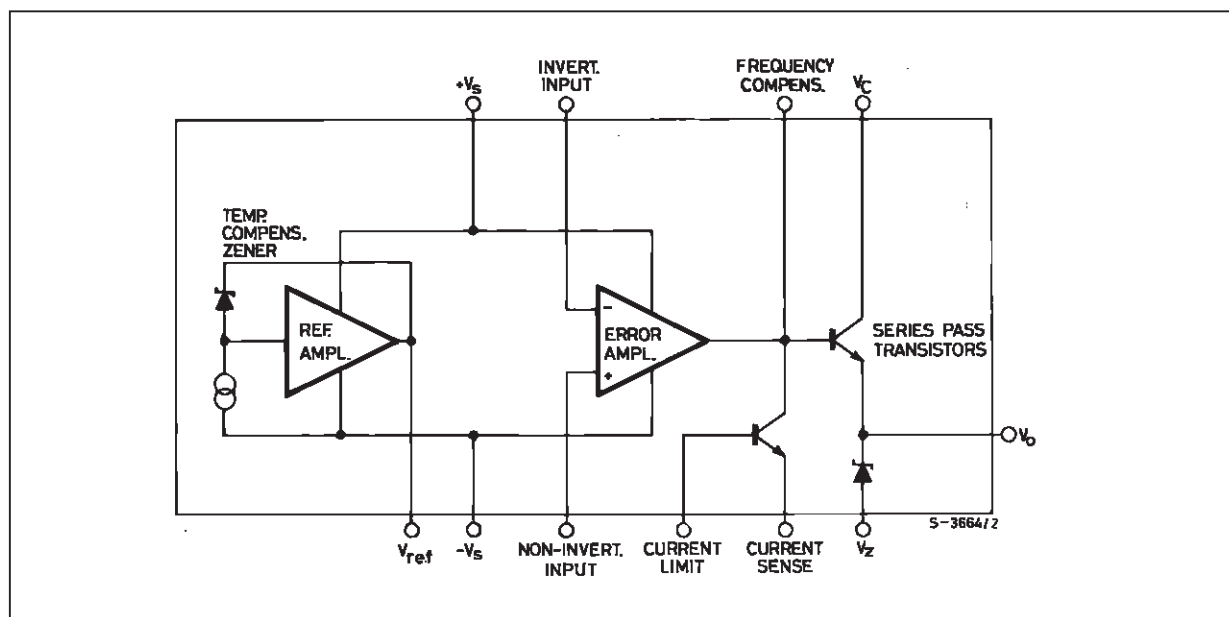 +Vs
INVERT.
INPUT
FREQUENCY
COMPENS.
Vc
TEMP.
COMPENS.
ZENER
REF.
AMPL.
-
ERROR
AMPL.
+
SERIES PASS
TRANSISTORS
Vo
S-3664/2
Vref
-Vs
NON-INVERT.
INPUT
CURRENT
LIMIT
CURRENT
SENSE
Vz